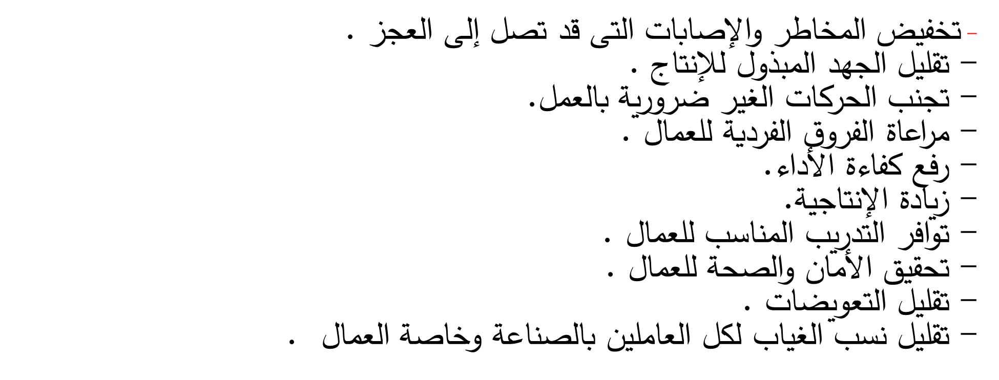 - تخفيض المخاطر والإصابات التى قد تصل إلى العجز .
- تقليل الجهد المبذول للإنتاج .
- تجنب الحركات الغير ضرورية بالعمل.
- مراعاة الفروق الفردية للعمال .
- رفع كفاءة الأداء.
- زيادة الإنتاجية.
- توافر التدريب المناسب للعمال .
- تحقيق الأمان والصحة للعمال .
- تقليل التعويضات .
- تقليل نسب الغياب لكل العاملين بالصناعة وخاصة العمال .